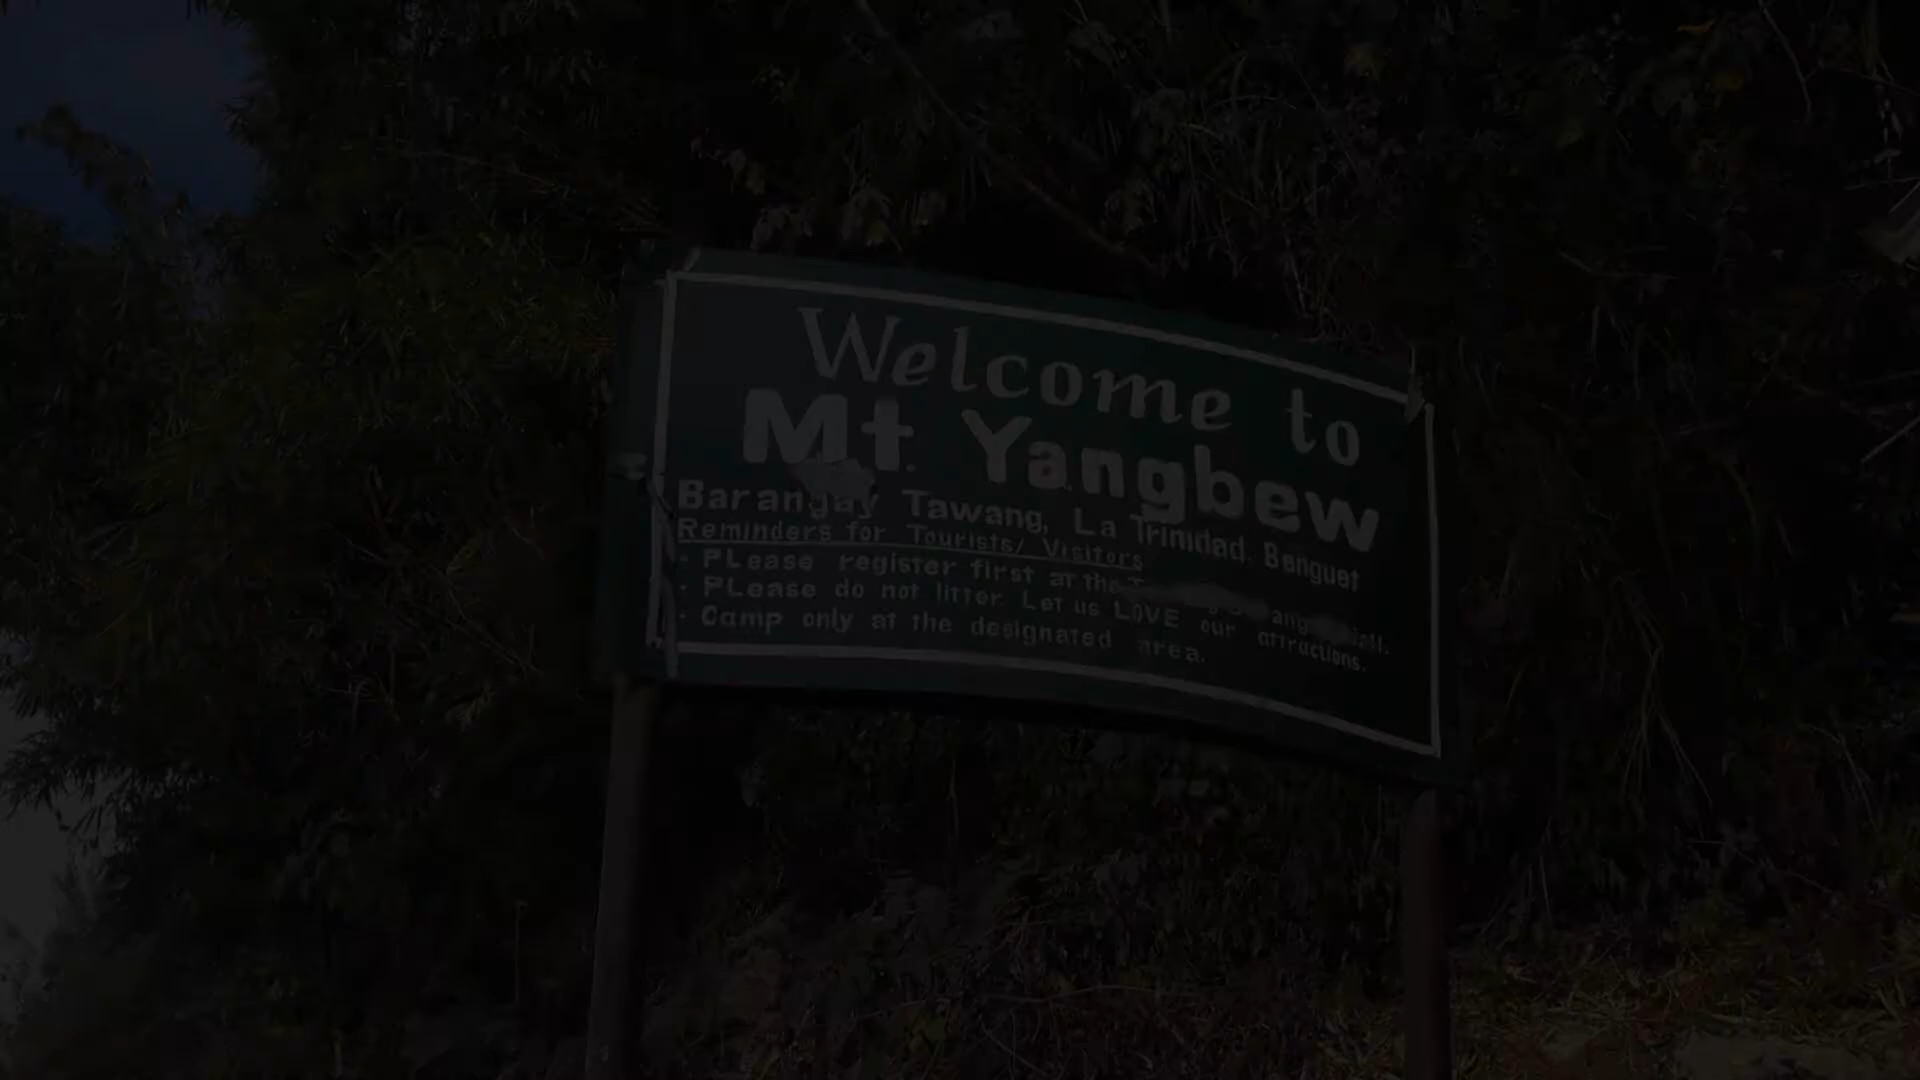 Welcome to
Mt. Yangbew
Barangay Tawang, La Trinidad, Benguet
Reminders for Tourists/ Visitors
- PLease register first at the
- PLease do not litter. Let us LOVE our attractions.
- Camp only at the designated area.